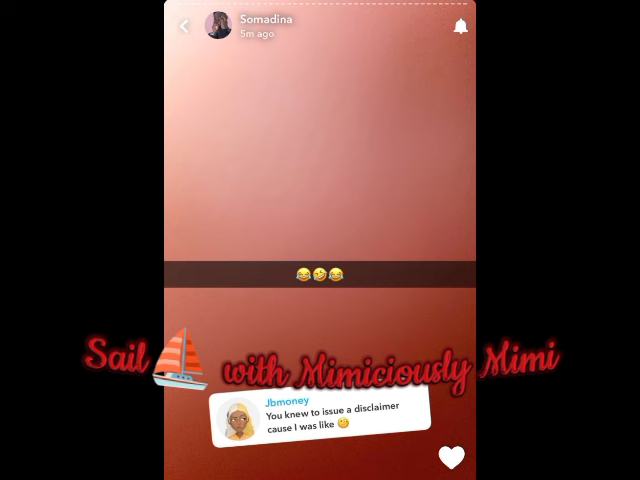 Somadina
5m ago
😂🤣😂
Sail⛵ with Mimiciously Mimi
Jbmoney
You knew to issue a disclaimer
cause I was like 🧐